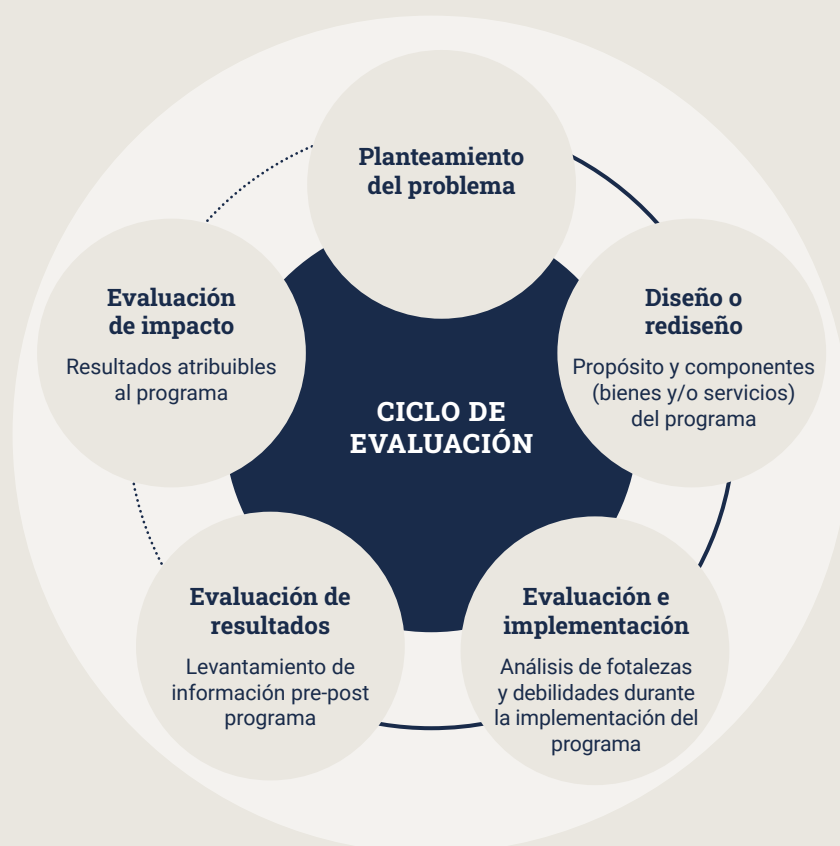 Planteamiento
del problema
Diseño o
rediseño
Propósito y componentes
(bienes y/o servicios)
del programa
Evaluación e
implementación
Análisis de fotalezas
y debilidades durante
la implementación del
programa
Evaluación de
resultados
Levantamiento de
información pre-post
programa
Evaluación
de impacto
Resultados atribuibles
al programa
CICLO DE
EVALUACIÓN